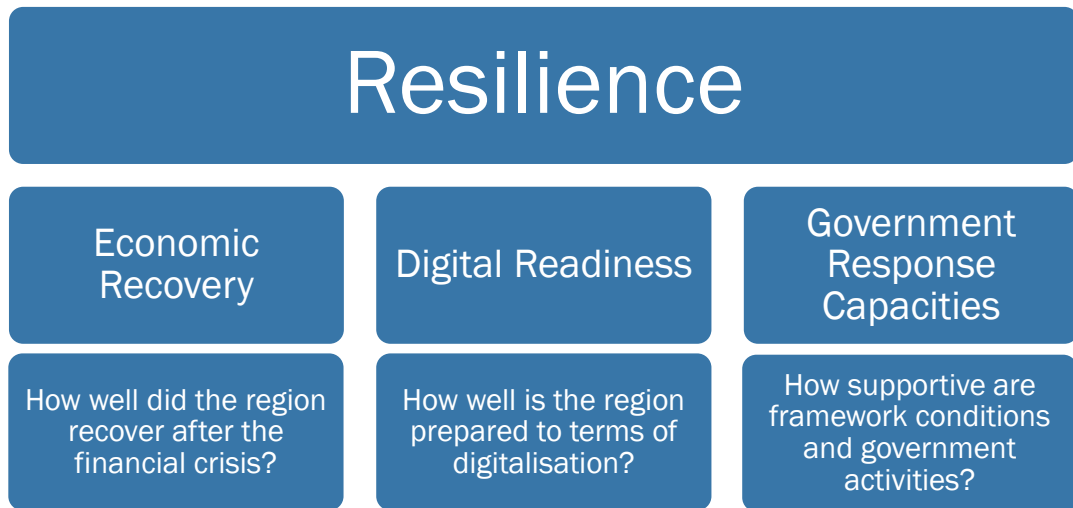 Resilience
Economic
Recovery
Digital Readiness
Government
Response
Capacities
How well did the region
recover after the
financial crisis?
How well is the region
prepared to terms of
digitalisation?
How supportive are
framework conditions
and government
activities?